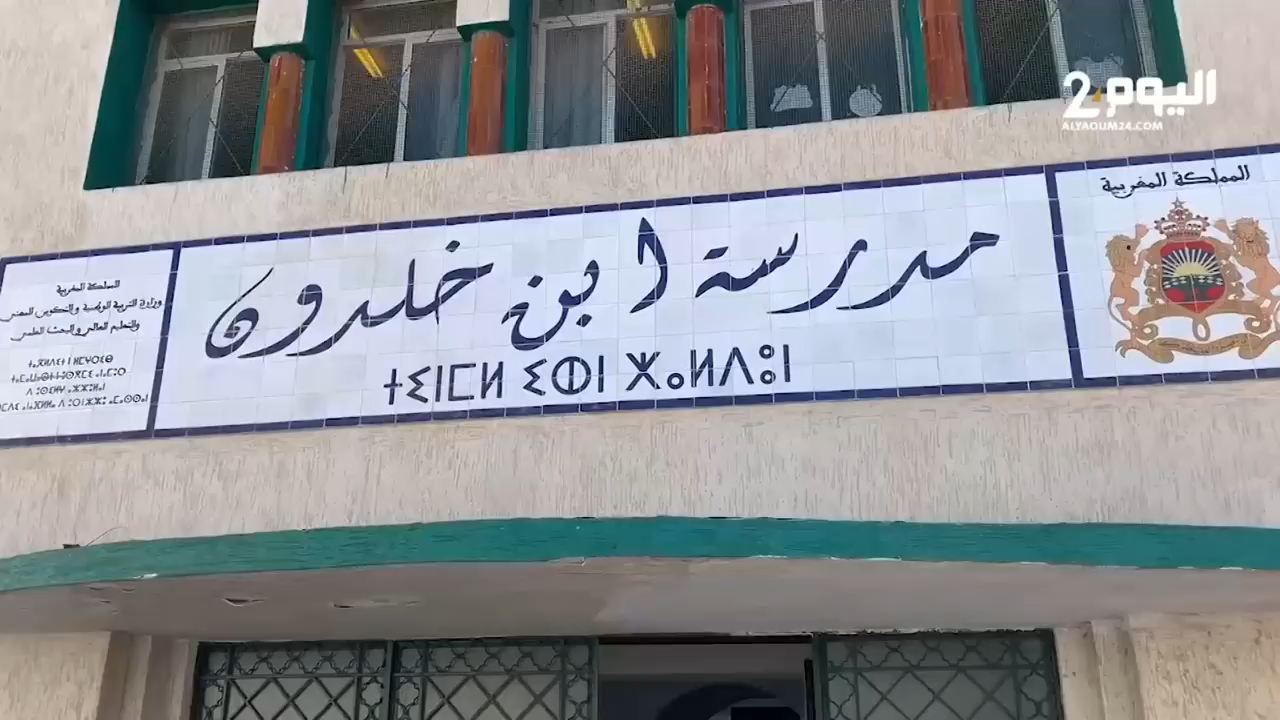 اليوم 24
ALYAOUM24.COM
المملكة المغربية
مدرسة ابن خلدون
ⵜⵉⵏⵎⵍ ⵉⴱⵏ ⵅⴰⵍⴷⵓⵏ
المملكة المغربية
وزارة التربية الوطنية والتكوين المهني
والتعليم العالي والبحث العلمي